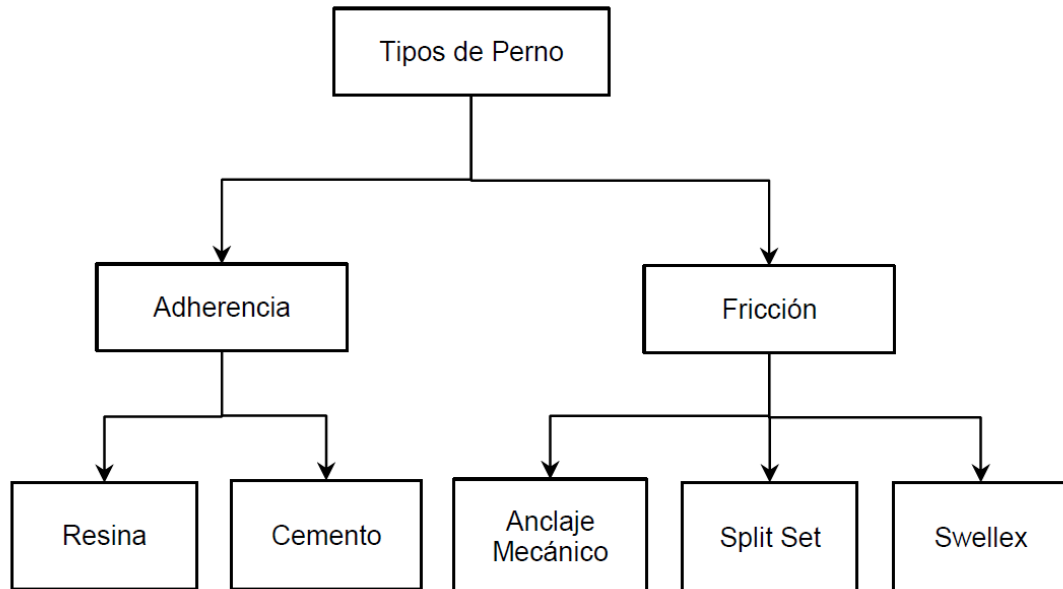 Tipos de Perno
Adherencia
Fricción
Resina
Cemento
Anclaje
Mecánico
Split Set
Swellex